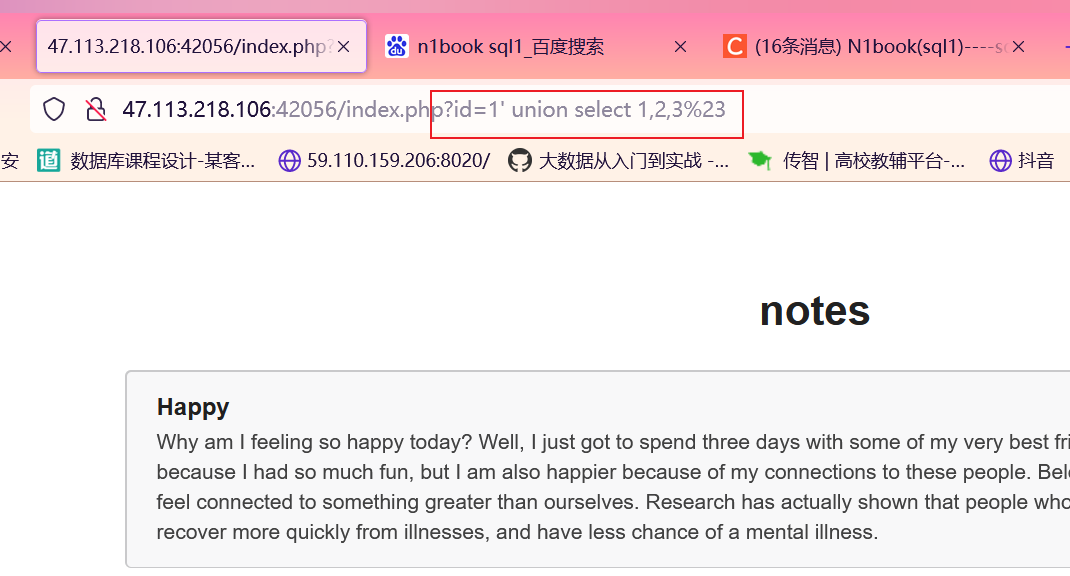 47.113.218.106:42056/index.php? n1book sql1_百度搜索 (16条消息) N1book(sql1)----
47.113.218.106:42056/index.php?id=1' union select 1,2,3%23
安 数据库课程设计-某客... 59.110.159.206:8020/ 大数据从入门到实战 -... 传智 | 高校教辅平台-... 抖音
notes
Happy
Why am I feeling so happy today? Well, I just got to spend three days with some of my very best
because I had so much fun, but I am also happier because of my connections to these people.
feel connected to something greater than ourselves. Research has actually shown that people who
recover more quickly from illnesses, and have less chance of a mental illness.